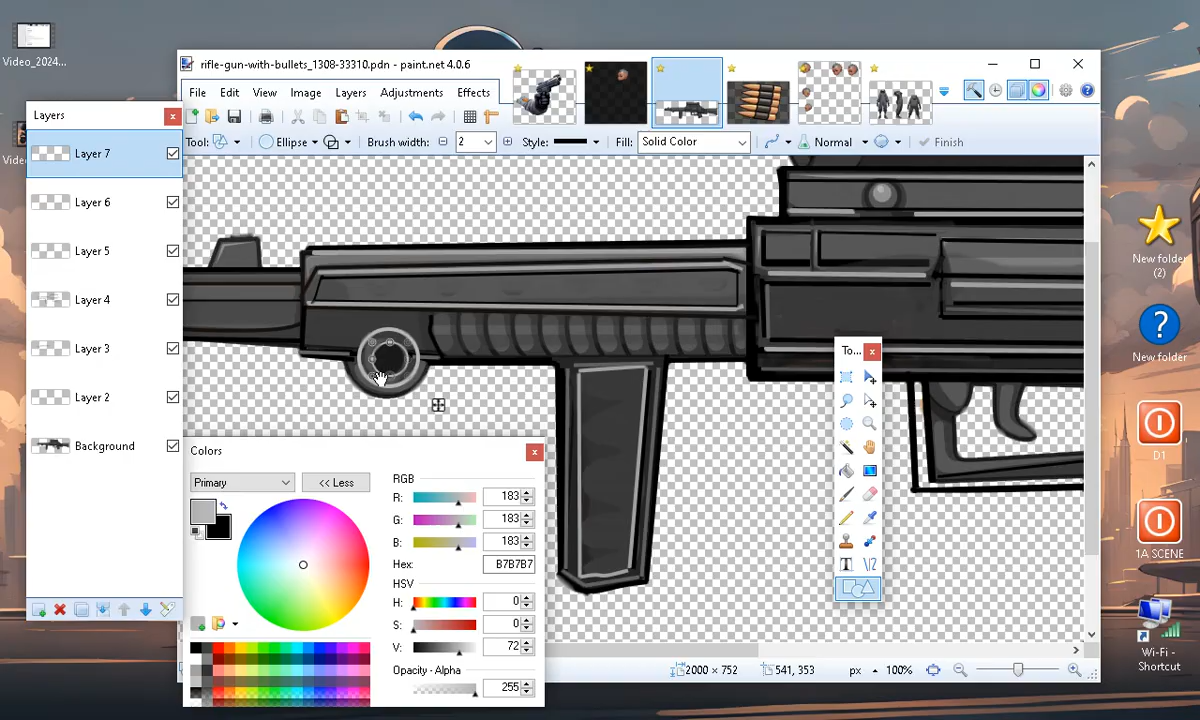 Video_2024...
rifle-gun-with-bullets_1308-33310.pdn - paint.net 4.0.6
File Edit View Image Layers Adjustments Effects
Tool: Ellipse Brush width: 2 Style: Fill: Solid Color Normal Finish
Layers
Layer 7
Layer 6
Layer 5
Layer 4
Layer 3
Layer 2
Background
Colors
Primary
<< Less
RGB
R: 183
G: 183
B: 183
Hex: B7B7B7
HSV
H: 0
S: 0
V: 72
Opacity - Alpha
255
To...
2000 × 752 541, 353 px 100%
New folder
(2)
New folder
D1
1A SCENE
Wi-Fi -
Shortcut